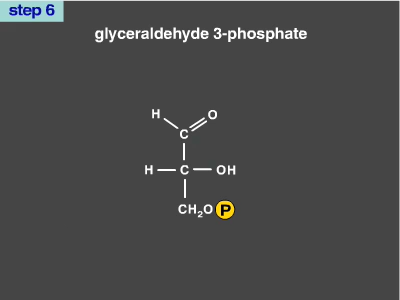 step 6
glyceraldehyde 3-phosphate
H O
C
H C OH
CH₂O P